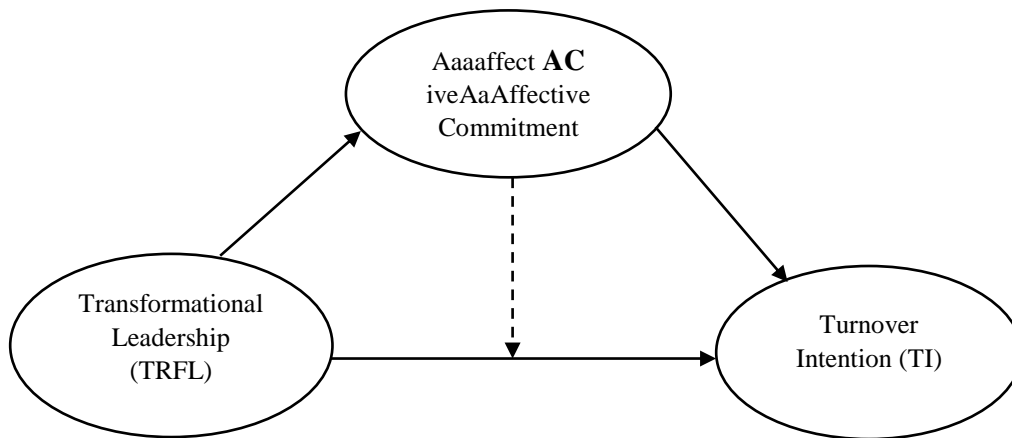 Aaaaffect AC
iveAaAffective
Commitment
Transformational
Leadership
(TRFL)
Turnover
Intention (TI)